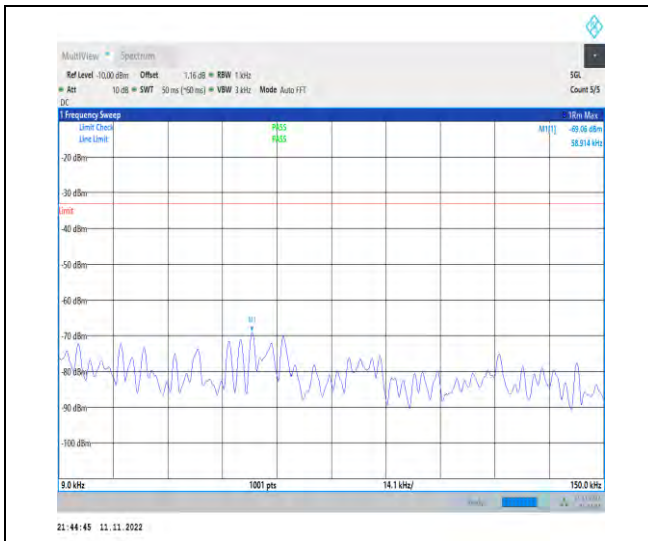 MultiView Spectrum
Ref Level -10.00 dBm Offset 1.16 dB RBW 1 kHz SGL
Att 10 dB SWT 50 ms (~50 ms) VBW 3 kHz Mode Auto FFT Count 5/5
DC
1 Frequency Sweep 1Rm Max
Limit Check PASS M1[1] -69.06 dBm
Line Limit PASS 58.914 kHz
-20 dBm
-30 dBm
Limit
-40 dBm
-50 dBm
-60 dBm
M1
-70 dBm
-80 dBm
-90 dBm
-100 dBm
9.0 kHz 1001 pts 14.1 kHz/ 150.0 kHz
21:44:45 11.11.2022